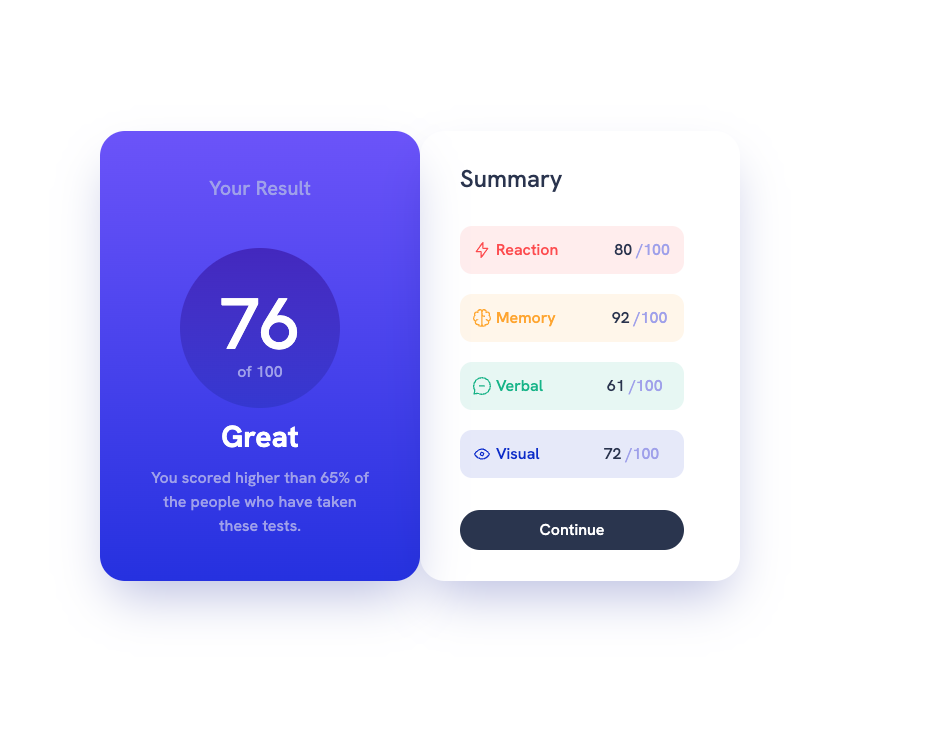 Your Result
76
of 100
Great
You scored higher than 65% of
the people who have taken
these tests.
Summary
Reaction 80 /100
Memory 92 /100
Verbal 61 /100
Visual 72 /100
Continue